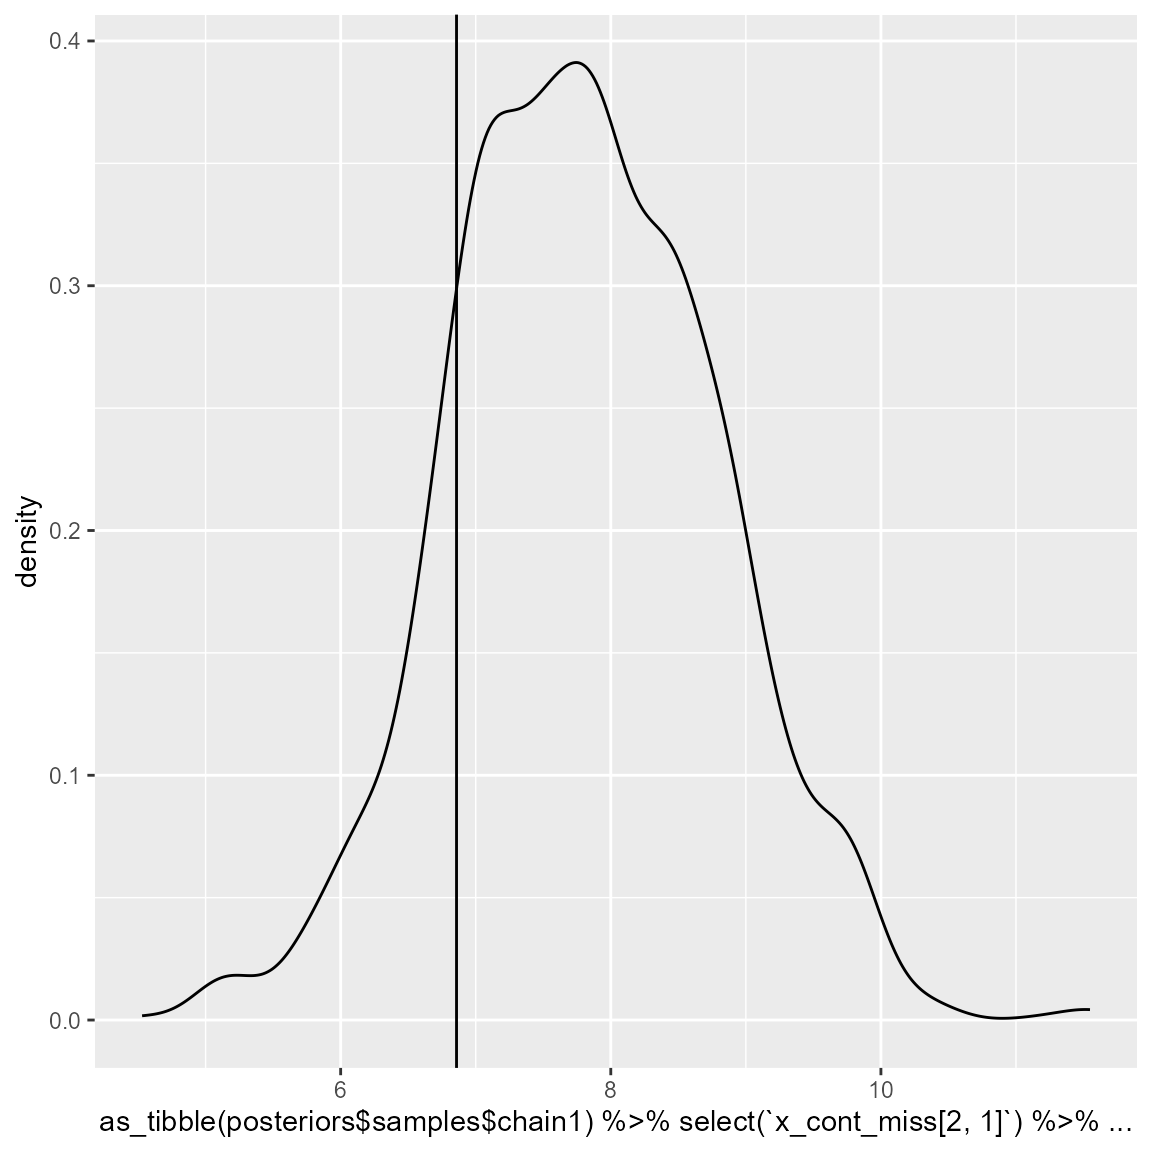 0.4
0.3
0.2
0.1
0.0
density
6 8 10
as_tibble(posteriors$samples$chain1) %>% select(`x_cont_miss[2, 1]`) %>% ...